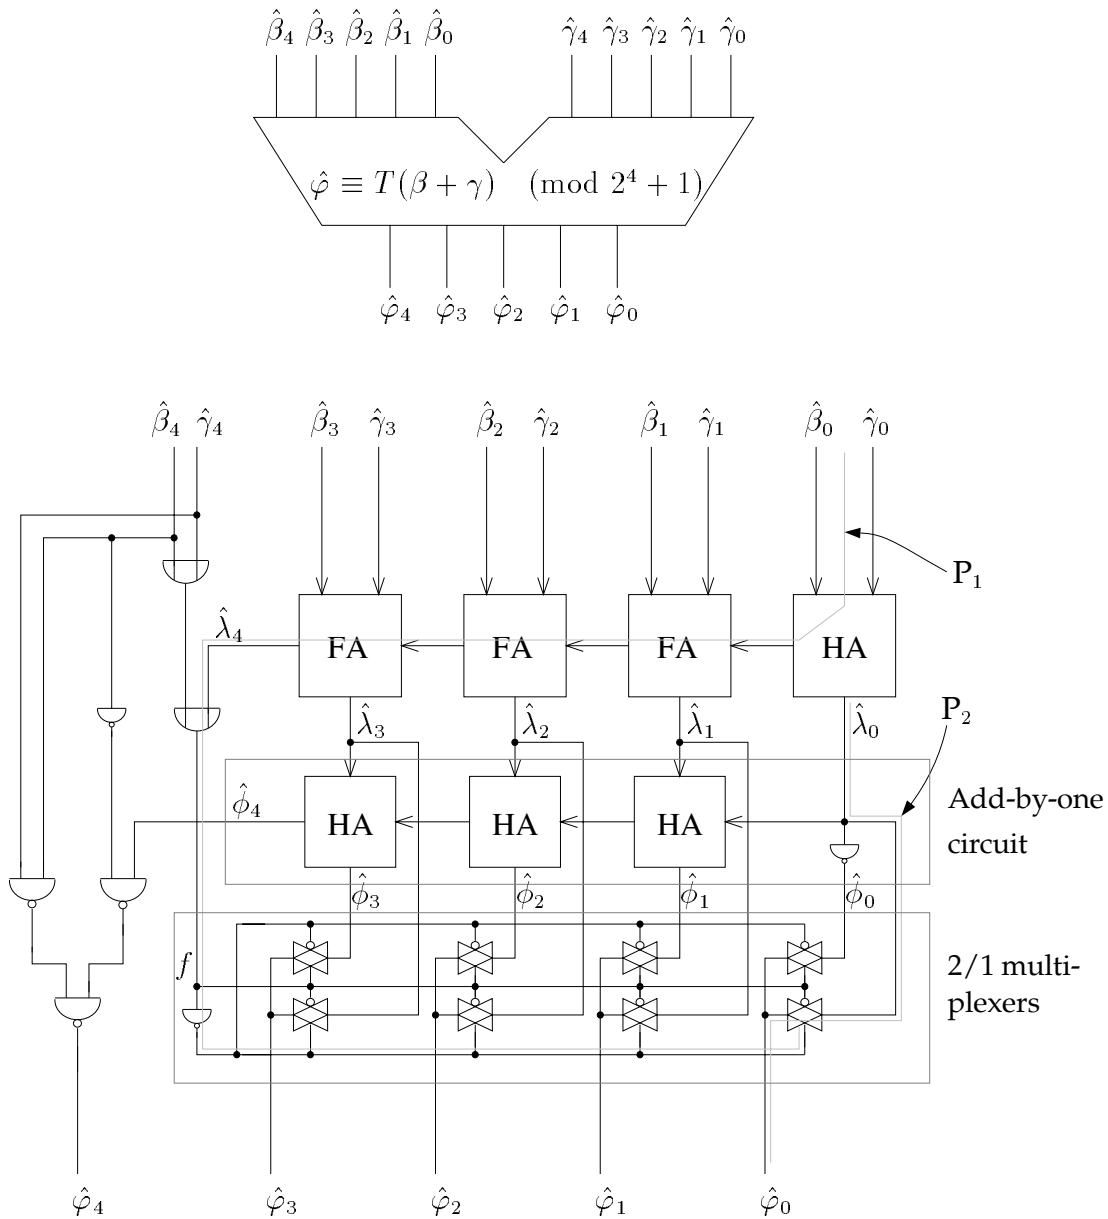 β̂₄ β̂₃ β̂₂ β̂₁ β̂₀ γ̂₄ γ̂₃ γ̂₂ γ̂₁ γ̂₀
φ̂ ≡ T(β + γ) (mod 2⁴ + 1)
φ̂₄ φ̂₃ φ̂₂ φ̂₁ φ̂₀
β̂₄ γ̂₄ β̂₃ γ̂₃ β̂₂ γ̂₂ β̂₁ γ̂₁ β̂₀ γ̂₀
P₁
λ̂₄ FA FA FA HA
λ̂₃ λ̂₂ λ̂₁ λ̂₀ P₂
ϕ̂₄ HA HA HA
Add-by-one
circuit
ϕ̂₃ ϕ̂₂ ϕ̂₁ ϕ̂₀
f
2/1 multi-
plexers
φ̂₄ φ̂₃ φ̂₂ φ̂₁ φ̂₀